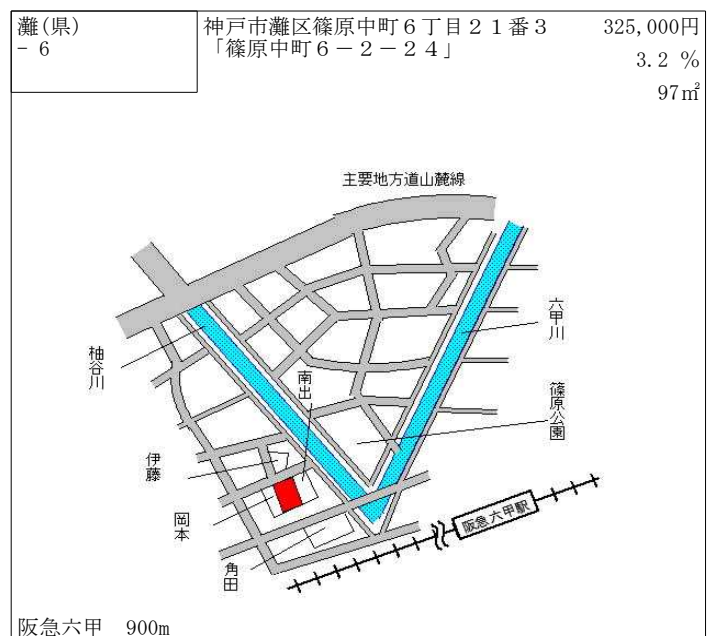 灘(県)
－ 6
神戸市灘区篠原中町６丁目２１番３
「篠原中町６－２－２４」
325,000円
3.2 %
97㎡
主要地方道山麓線
六甲川
柚谷川
南出
篠原公園
伊藤
岡本
角田
阪急六甲駅
阪急六甲　900m